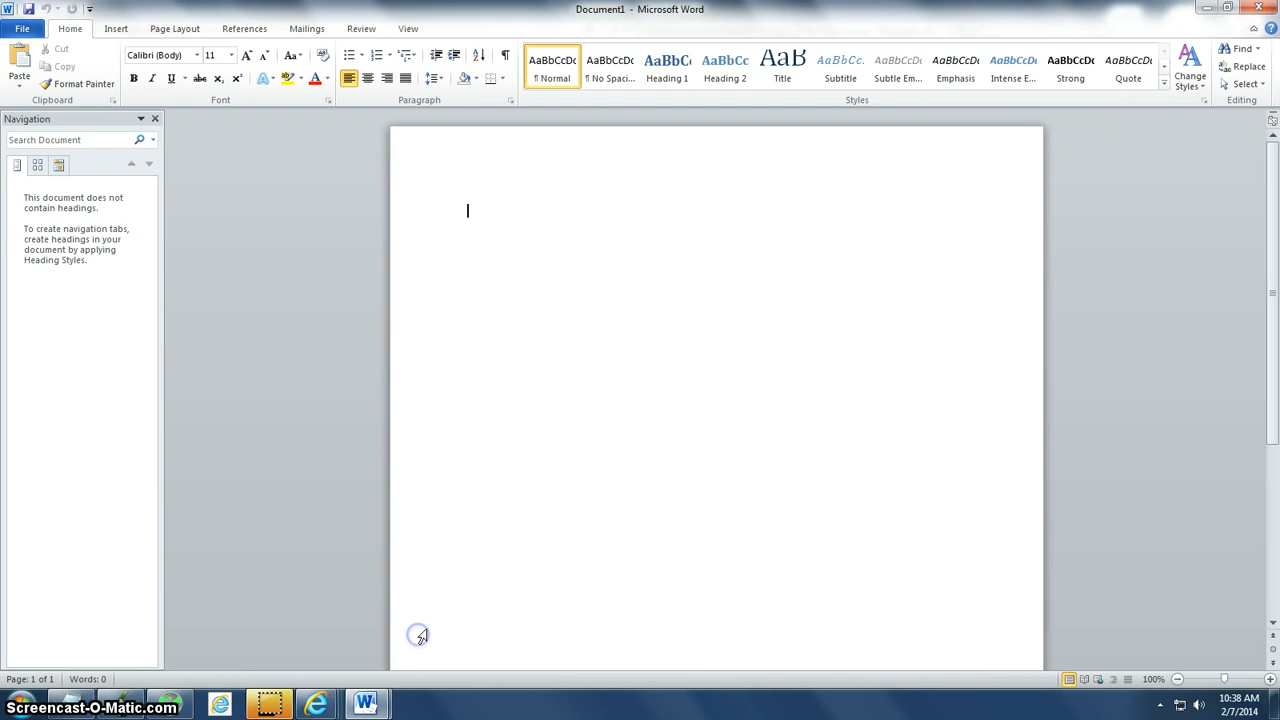 Document1 - Microsoft Word
File Home Insert Page Layout References Mailings Review View
Paste
Cut
Copy
Format Painter
Clipboard
Calibri (Body) 11
Font
Paragraph
AaBbCcDc AaBbCcDc AaBbC AaBbCc AaB AaBbCc. AaBbCcDc AaBbCcDc AaBbCcDc AaBbCcDc AaBbCcDc
¶ Normal ¶ No Spaci... Heading 1 Heading 2 Title Subtitle Subtle Em... Emphasis Intense E... Strong Quote
Styles
Change
Styles
Find
Replace
Select
Editing
Navigation
Search Document
This document does not
contain headings.
To create navigation tabs,
create headings in your
document by applying
Heading Styles.
Page: 1 of 1 Words: 0
100%
Screencast-O-Matic.com
10:38 AM
2/7/2014